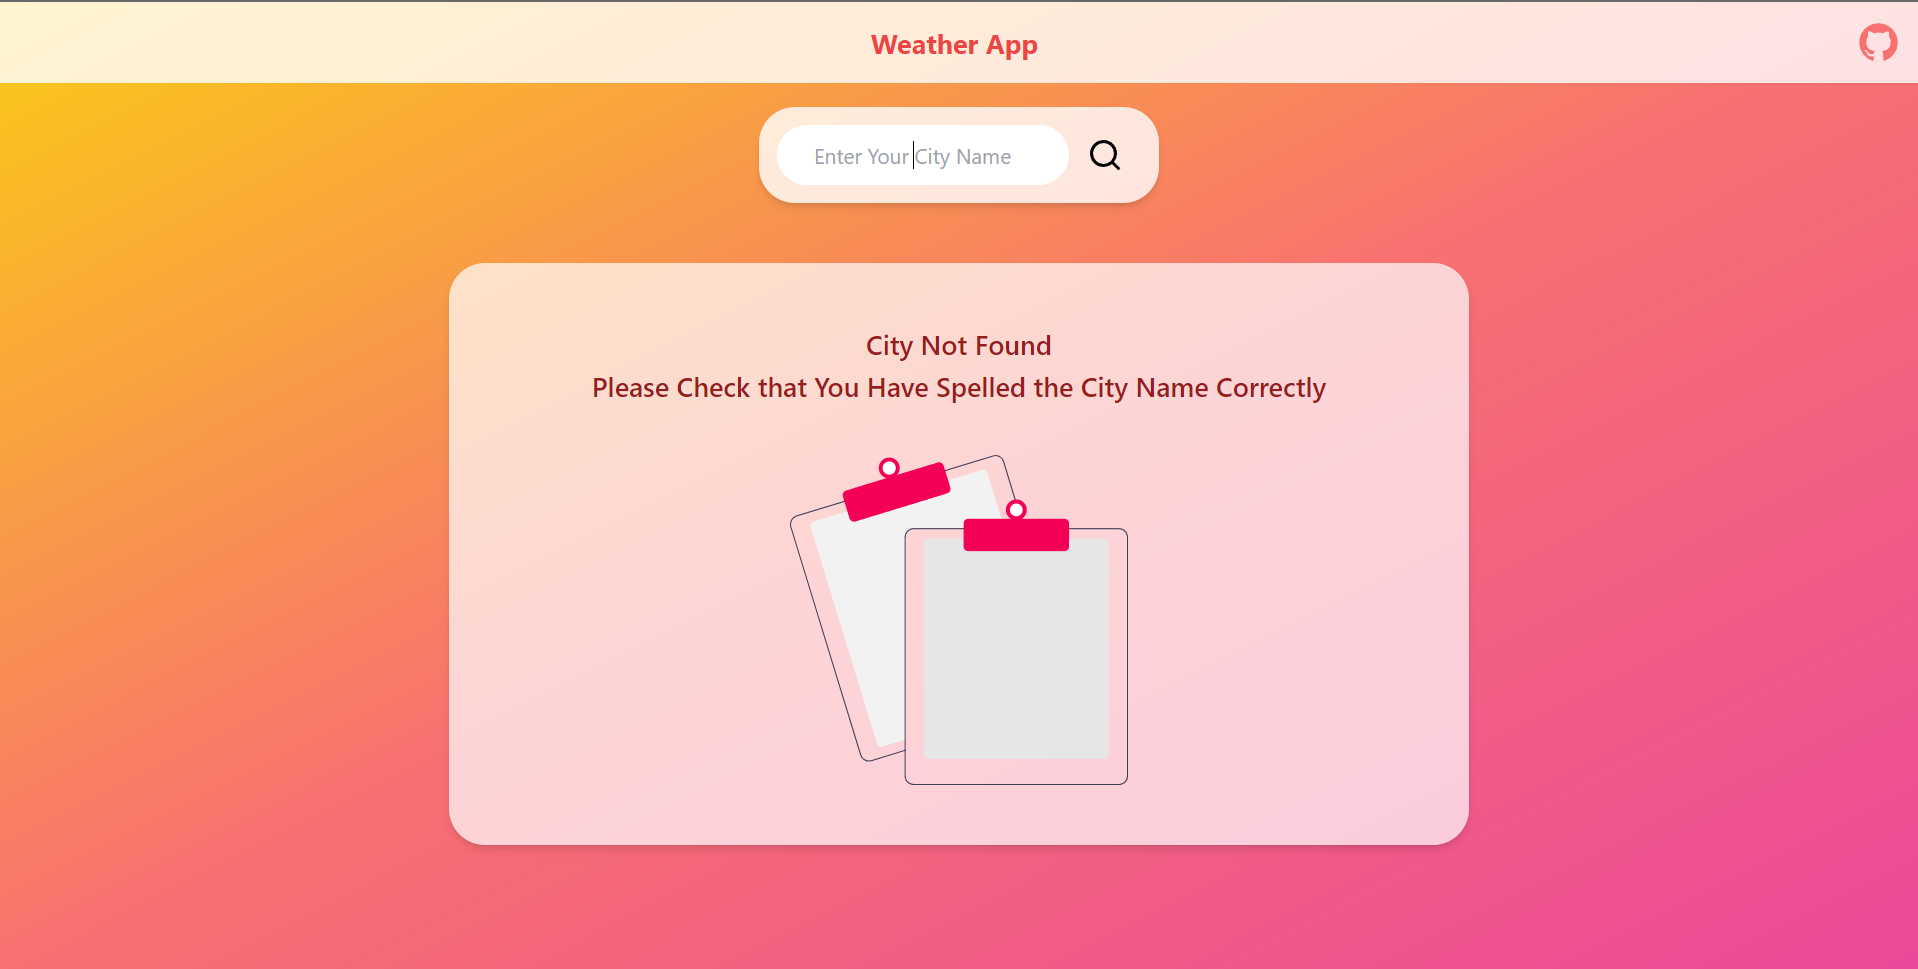 Weather App
Enter Your City Name
City Not Found
Please Check that You Have Spelled the City Name Correctly